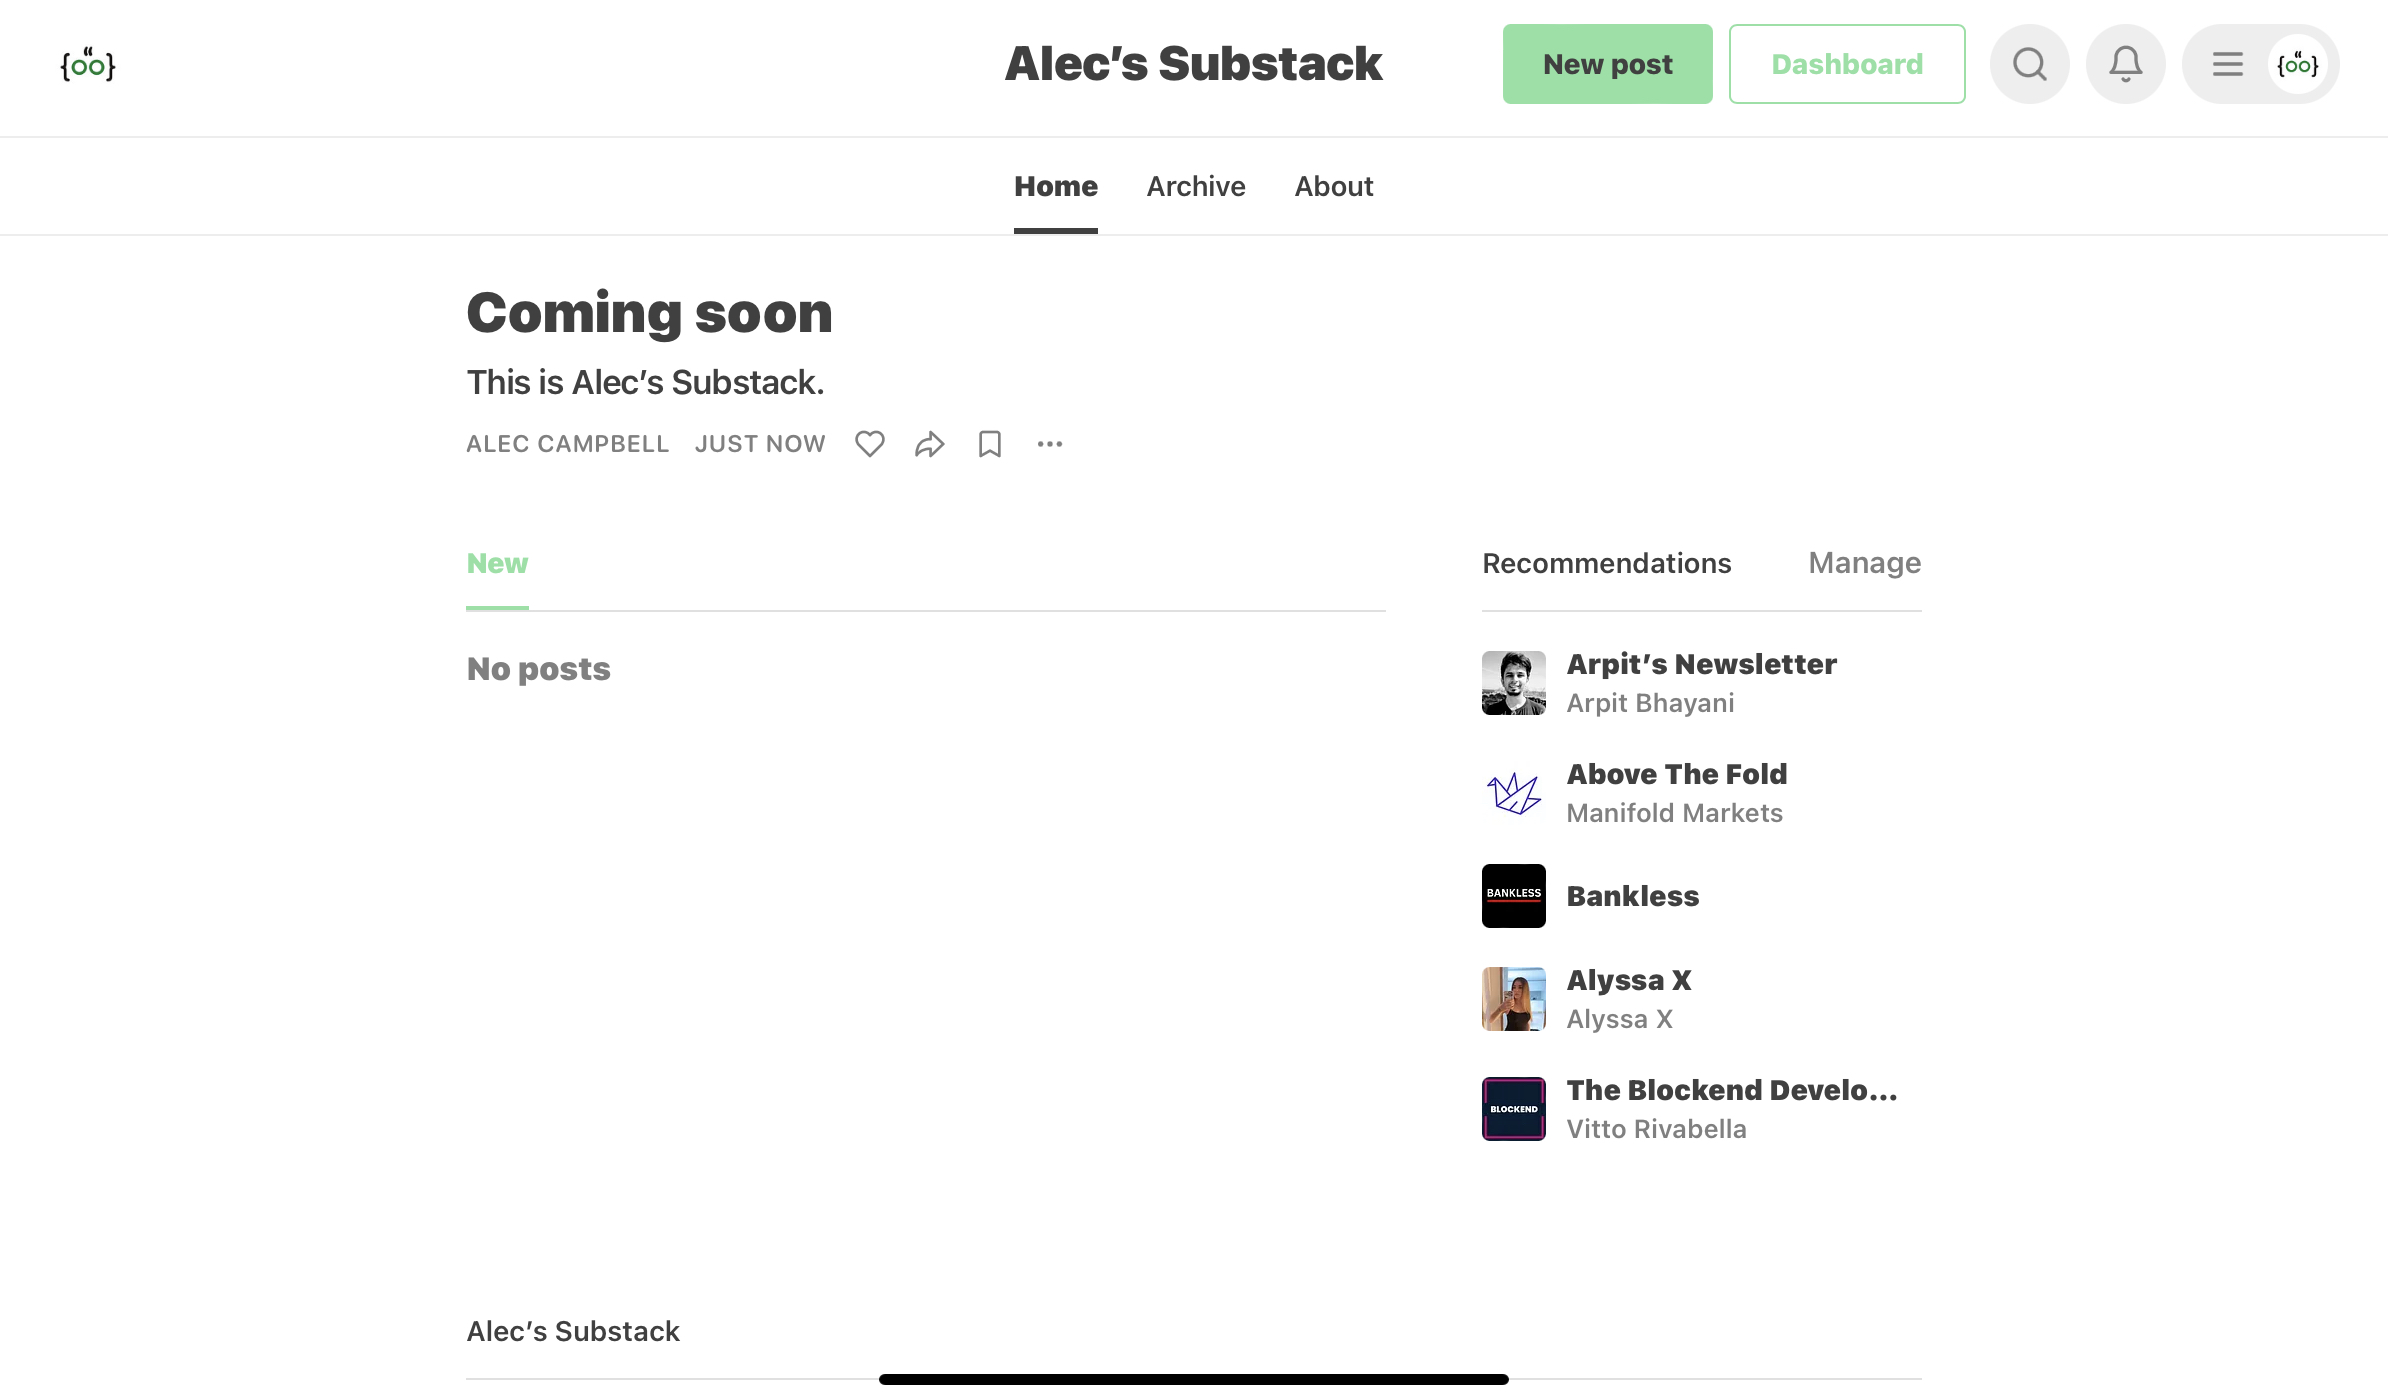 {oo}
Alec’s Substack
New post
Dashboard
{oo}
Home
Archive
About
Coming soon
This is Alec’s Substack.
ALEC CAMPBELL JUST NOW
New
Recommendations
Manage
No posts
Arpit’s Newsletter
Arpit Bhayani
Above The Fold
Manifold Markets
BANKLESS
Bankless
Alyssa X
Alyssa X
BLOCKEND
The Blockend Develo...
Vitto Rivabella
Alec’s Substack